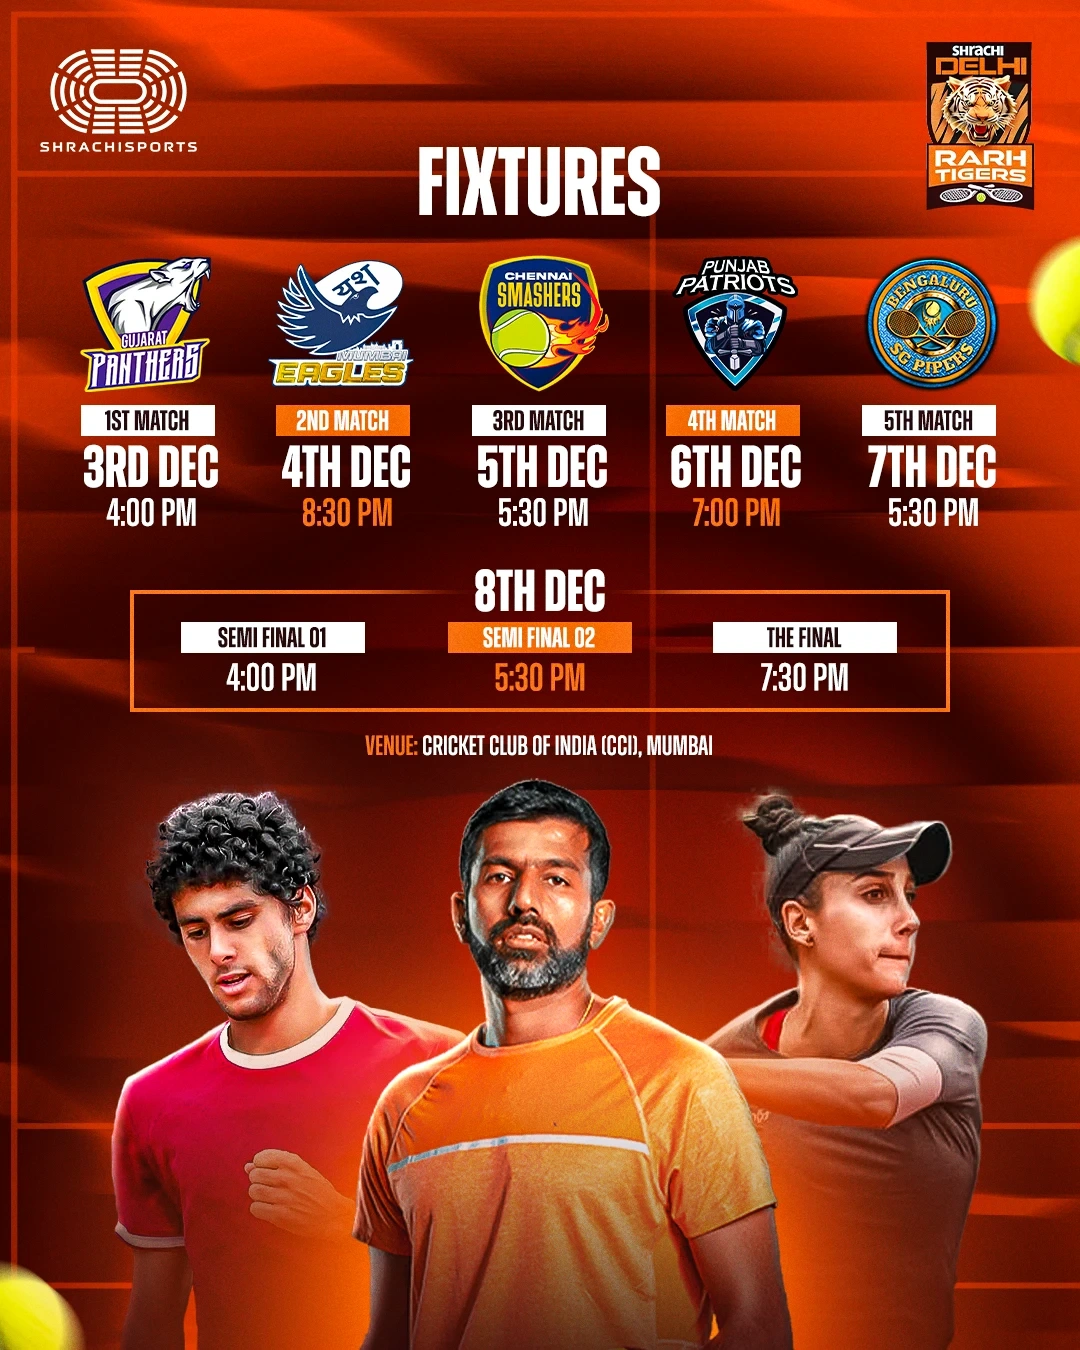 SHRACHISPORTS
SHRACHI
DELHI
RARH
TIGERS
FIXTURES
GUJARAT
PANTHERS
यश
MUMBAI
EAGLES
CHENNAI
SMASHERS
PUNJAB
PATRIOTS
BENGALURU
SG PIPERS
1ST MATCH
3RD DEC
4:00 PM
2ND MATCH
4TH DEC
8:30 PM
3RD MATCH
5TH DEC
5:30 PM
4TH MATCH
6TH DEC
7:00 PM
5TH MATCH
7TH DEC
5:30 PM
8TH DEC
SEMI FINAL 01
4:00 PM
SEMI FINAL 02
5:30 PM
THE FINAL
7:30 PM
VENUE: CRICKET CLUB OF INDIA (CCI), MUMBAI